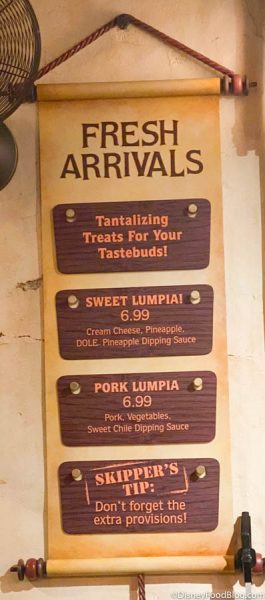 FRESH
ARRIVALS
Tantalizing
Treats For Your
Tastebuds!
SWEET LUMPIA!
6.99
Cream Cheese, Pineapple,
DOLE, Pineapple Dipping Sauce
PORK LUMPIA
6.99
Pork, Vegetables,
Sweet Chile Dipping Sauce
SKIPPER'S
TIP:
Don't forget the
extra provisions!
©DisneyFoodBlog.com